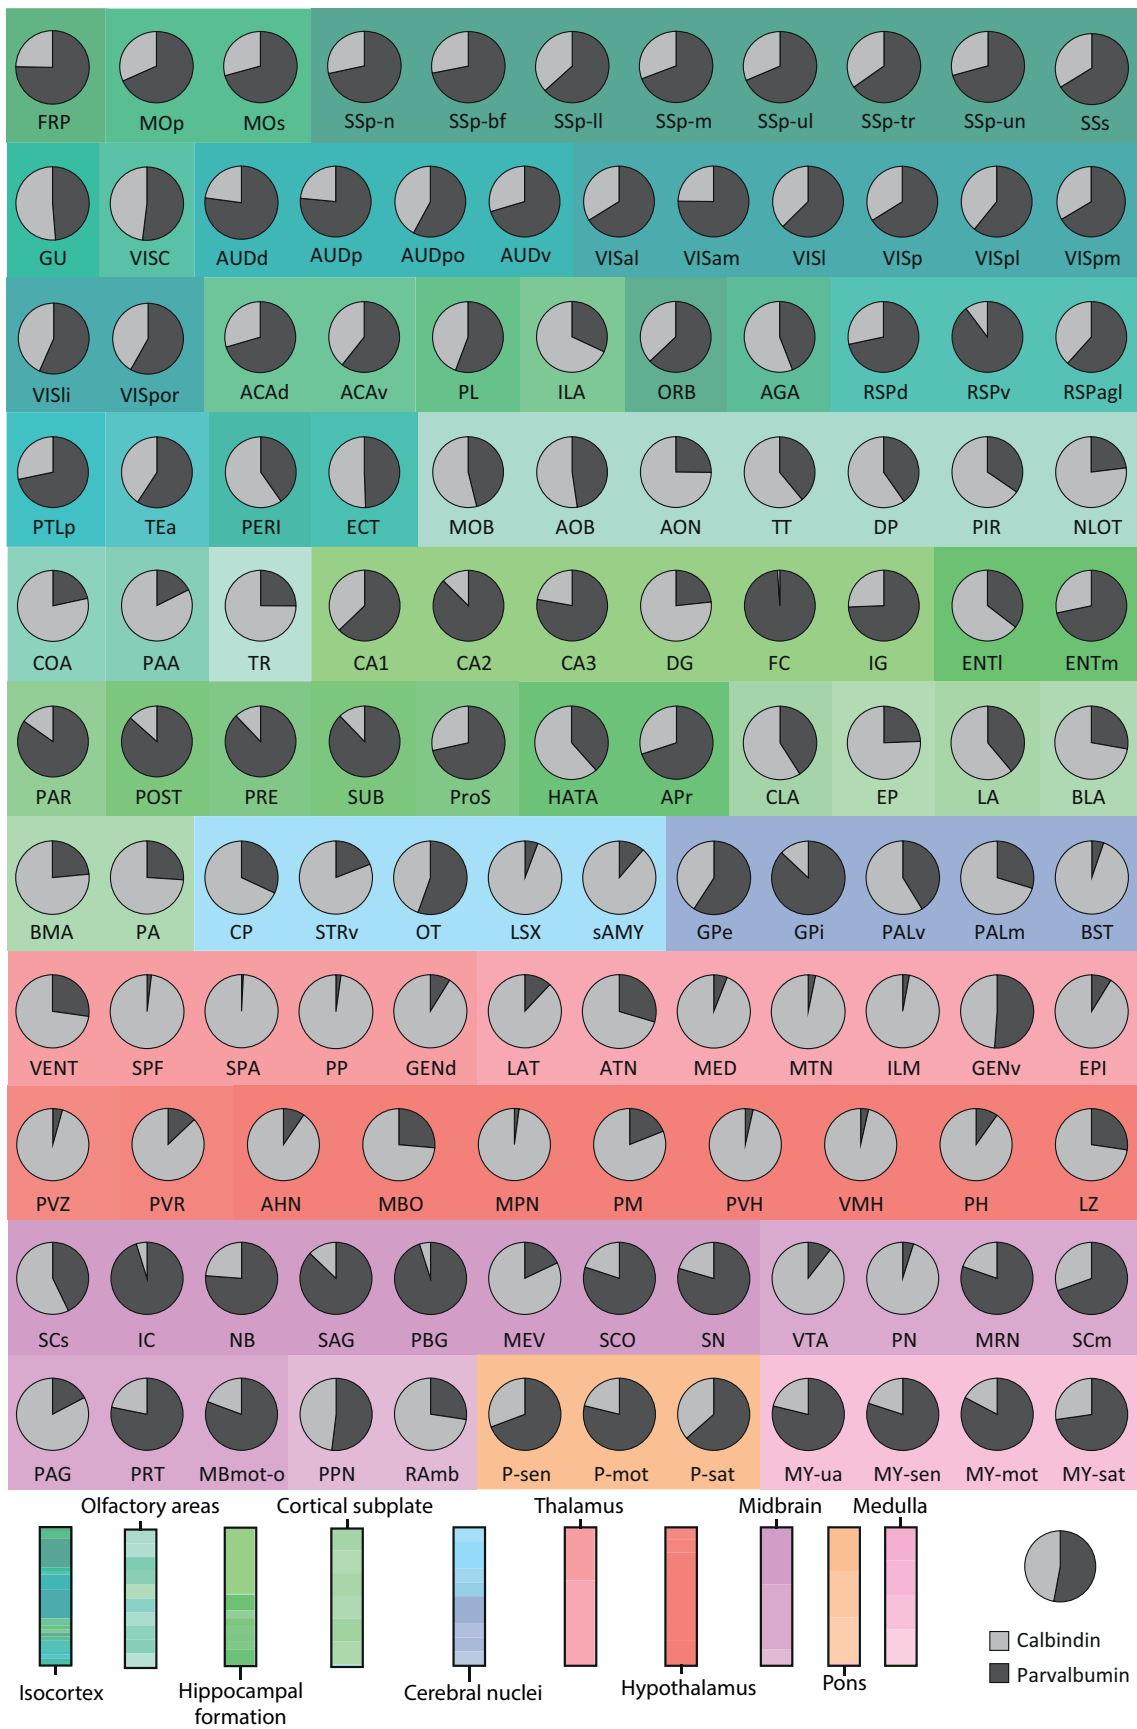 FRP MOp MOs SSp-n SSp-bf SSp-ll SSp-m SSp-ul SSp-tr SSp-un SSs
GU VISC AUDd AUDp AUDpo AUDv VISal VISam VISl VISp VISpl VISpm
VISli VISpor ACAd ACAv PL ILA ORB AGA RSPd RSPv RSPagl
PTLp TEa PERI ECT MOB AOB AON TT DP PIR NLOT
COA PAA TR CA1 CA2 CA3 DG FC IG ENTl ENTm
PAR POST PRE SUB ProS HATA APr CLA EP LA BLA
BMA PA CP STRv OT LSX sAMY GPe GPi PALv PALm BST
VENT SPF SPA PP GENd LAT ATN MED MTN ILM GENv EPI
PVZ PVR AHN MBO MPN PM PVH VMH PH LZ
SCs IC NB SAG PBG MEV SCO SN VTA PN MRN SCm
PAG PRT MBmot-o PPN RAmb P-sen P-mot P-sat MY-ua MY-sen MY-mot MY-sat
Olfactory areas Cortical subplate Thalamus Midbrain Medulla
Calbindin
Parvalbumin
Isocortex Hippocampal formation Cerebral nuclei Hypothalamus Pons